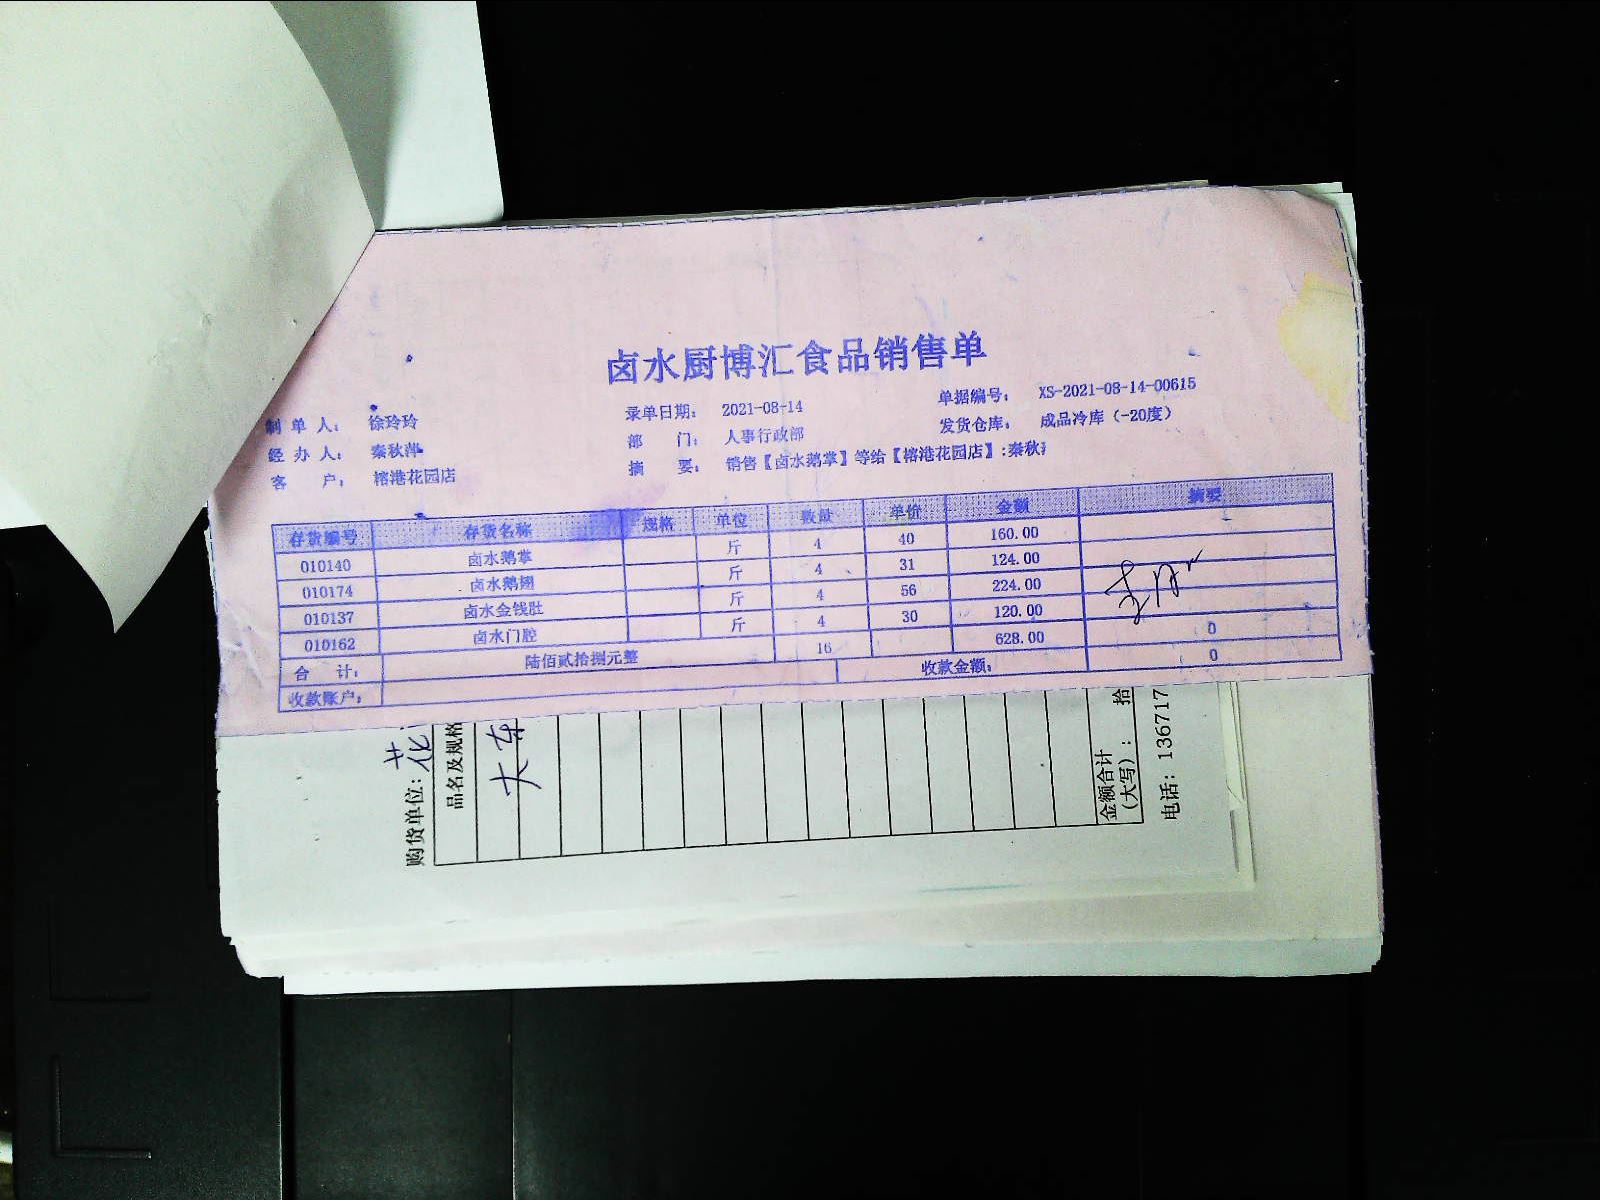 卤水厨博汇食品销售单
制单人： 徐玲玲 录单日期： 2021-08-14 单据编号： XS-2021-08-14-00615
经办人： 秦秋萍 部 门： 人事行政部 发货仓库： 成品冷库（-20度）
客 户： 榕港花园店 摘 要： 销售【卤水鹅掌】等给【榕港花园店】:秦秋
存货编号 存货名称 规格 单位 数量 单价 金额 摘要
010140 卤水鹅掌 斤 4 40 160.00
010174 卤水鹅翅 斤 4 31 124.00
010137 卤水金钱肚 斤 4 56 224.00
010162 卤水门腔 斤 4 30 120.00
合 计： 陆佰贰拾捌元整 16 628.00 0
收款账户： 收款金额： 0
购货单位: 花
品名及规格
大车
金额合计
（大写）： 拾
电话: 136717